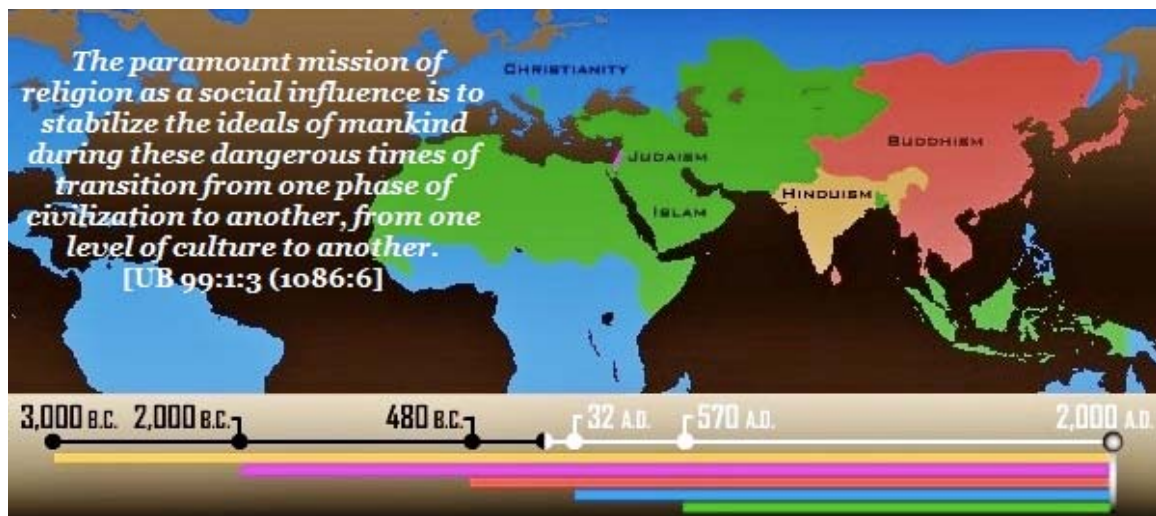 The paramount mission of
religion as a social influence is to
stabilize the ideals of mankind
during these dangerous times of
transition from one phase of
civilization to another, from one
level of culture to another.
[UB 99:1:3 (1086:6]
CHRISTIANITY
JUDAISM
ISLAM
HINDUISM
BUDDHISM
3,000 B.C. 2,000 B.C. 480 B.C. 32 A.D. 570 A.D. 2,000 A.D.